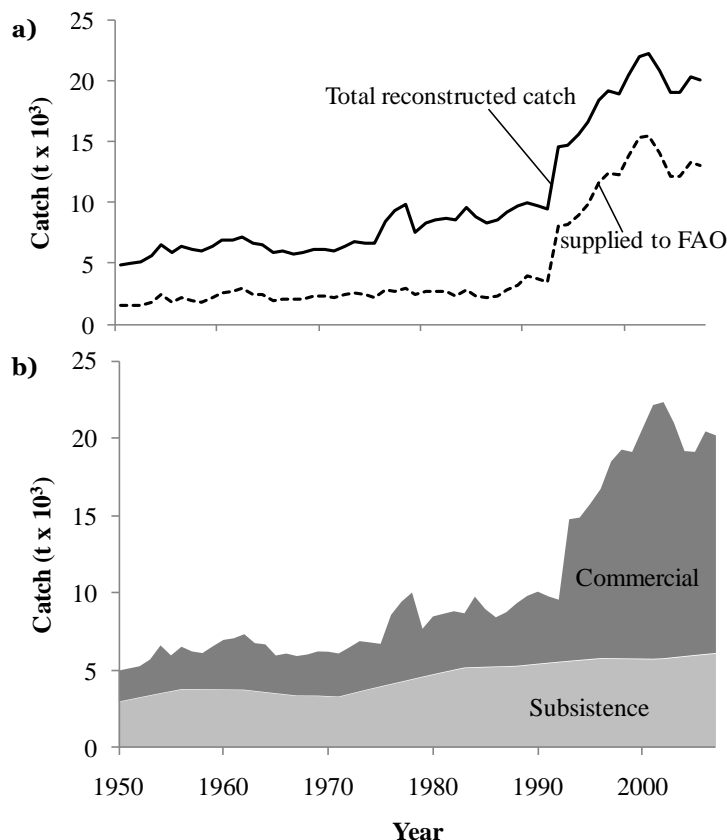 a)
25
20
15
10
5
0
Catch (t x 10³)
Total reconstructed catch
supplied to FAO
b)
25
20
15
10
5
0
Catch (t x 10³)
Commercial
Subsistence
1950 1960 1970 1980 1990 2000
Year